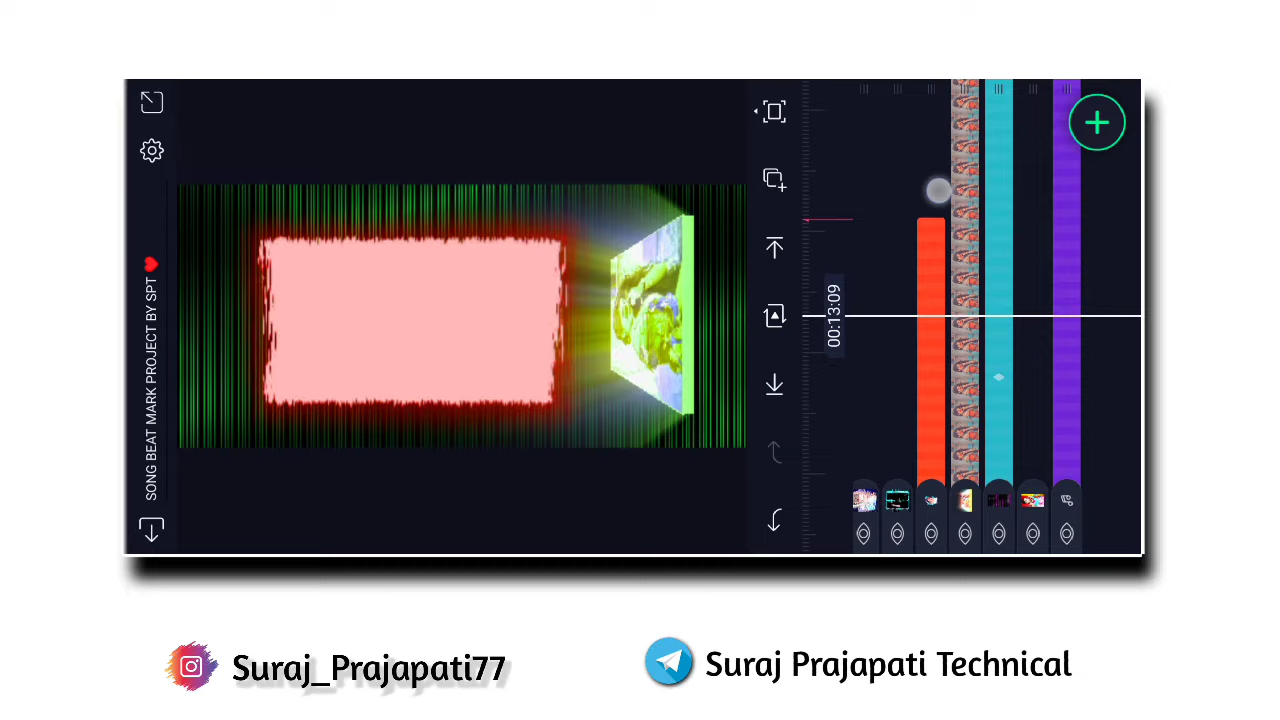 SONG BEAT MARK PROJECT BY SPT ❤️
00:13:09
Suraj_Prajapati77
Suraj Prajapati Technical